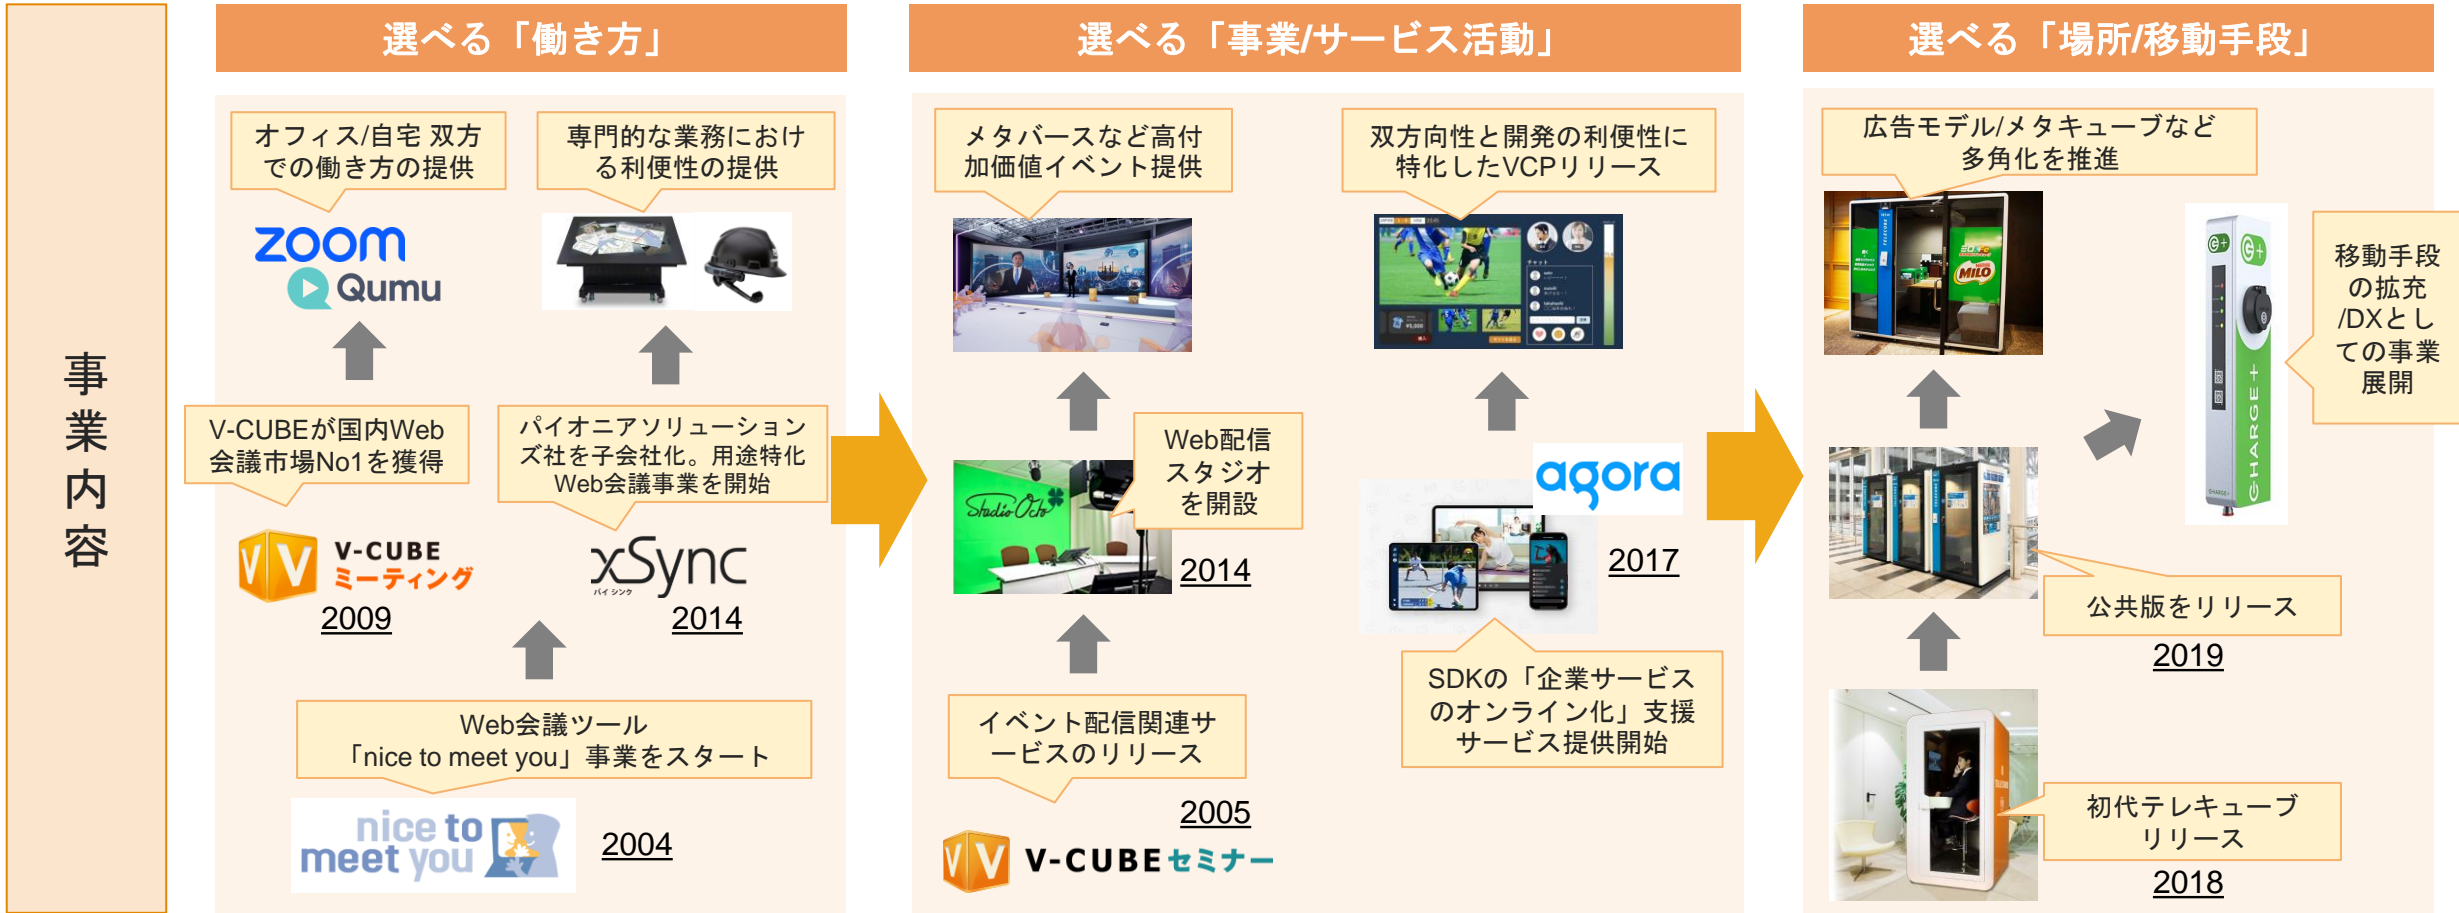 事業内容
選べる「働き方」
オフィス/自宅 双方
での働き方の提供
専門的な業務におけ
る利便性の提供
zoom
Qumu
V-CUBEが国内Web
会議市場No1を獲得
パイオニアソリューション
ズ社を子会社化。用途特化
Web会議事業を開始
V-CUBE
ミーティング
2009
xSync
バイ シンク
2014
Web会議ツール
「nice to meet you」事業をスタート
nice to
meet you
2004
選べる「事業/サービス活動」
メタバースなど高付
加価値イベント提供
双方向性と開発の利便性に
特化したVCPリリース
チャット
¥5,000
Web配信
スタジオ
を開設
Studio Octo
2014
agora
2017
SDKの「企業サービス
のオンライン化」支援
サービス提供開始
イベント配信関連サ
ービスのリリース
2005
V-CUBE セミナー
選べる「場所/移動手段」
広告モデル/メタキューブなど
多角化を推進
TELECUBE
MILO
移動手段
の拡充
/DXとし
ての事業
展開
CHARGE+
公共版をリリース
2019
初代テレキューブ
リリース
2018